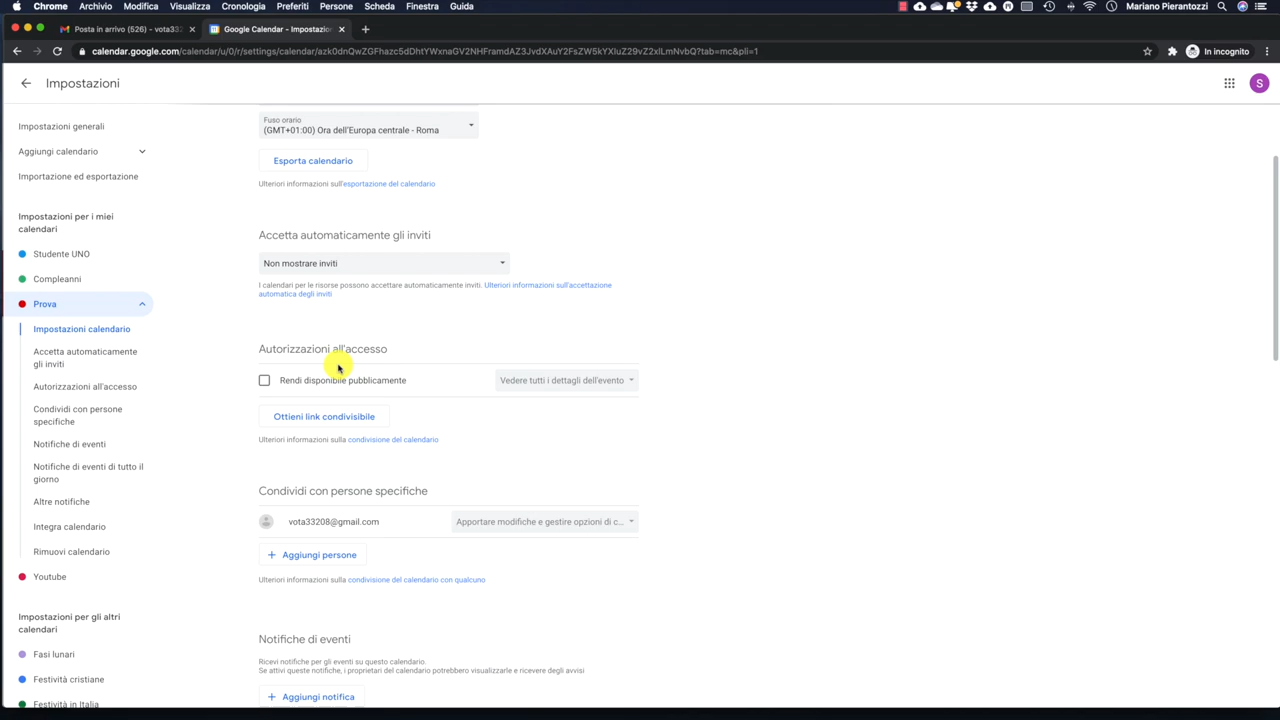 Chrome Archivio Modifica Visualizza Cronologia Preferiti Persone Scheda Finestra Guida Mariano Pierantozzi
Posta in arrivo (526) – vota332 Google Calendar - Impostazio
calendar.google.com In incognito
Impostazioni S
Impostazioni generali
Aggiungi calendario
Importazione ed esportazione
Impostazioni per i miei
calendari
Studente UNO
Compleanni
Prova
Impostazioni calendario
Accetta automaticamente
gli inviti
Autorizzazioni all'accesso
Condividi con persone
specifiche
Notifiche di eventi
Notifiche di eventi di tutto il
giorno
Altre notifiche
Integra calendario
Rimuovi calendario
Youtube
Impostazioni per gli altri
calendari
Fasi lunari
Festività cristiane
Festività in Italia
Fuso orario
(GMT+01:00) Ora dell'Europa centrale - Roma
Esporta calendario
Ulteriori informazioni sull'esportazione del calendario
Accetta automaticamente gli inviti
Non mostrare inviti
I calendari per le risorse possono accettare automaticamente inviti. Ulteriori informazioni sull'accettazione
automatica degli inviti
Autorizzazioni all'accesso
Rendi disponibile pubblicamente Vedere tutti i dettagli dell'evento
Ottieni link condivisibile
Ulteriori informazioni sulla condivisione del calendario
Condividi con persone specifiche
vota33208@gmail.com Apportare modifiche e gestire opzioni di c...
+ Aggiungi persone
Ulteriori informazioni sulla condivisione del calendario con qualcuno
Notifiche di eventi
Ricevi notifiche per gli eventi su questo calendario.
Se attivi queste notifiche, i proprietari del calendario potrebbero visualizzarle e ricevere degli avvisi
+ Aggiungi notifica